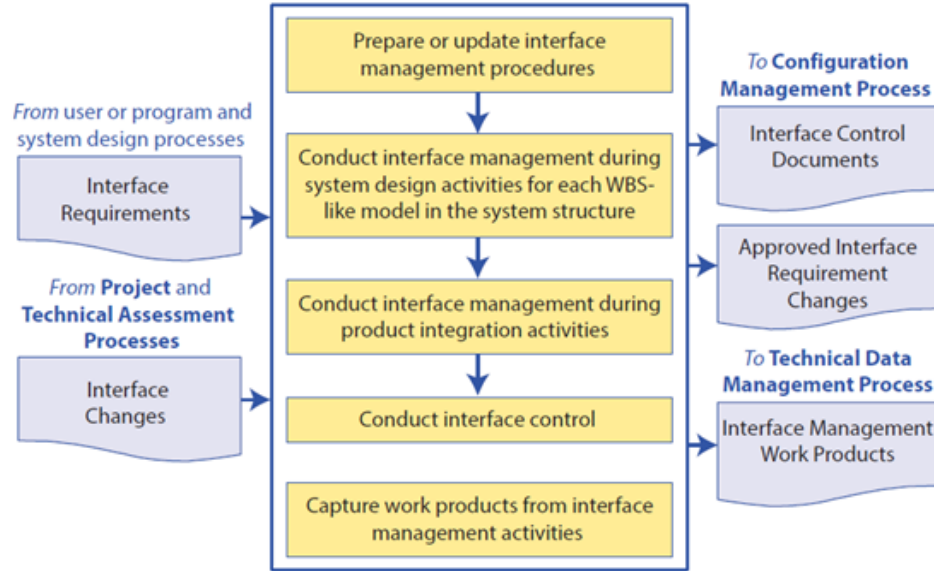 From user or program and
system design processes
Interface
Requirements
From Project and
Technical Assessment
Processes
Interface
Changes
Prepare or update interface
management procedures
Conduct interface management during
system design activities for each WBS-
like model in the system structure
Conduct interface management during
product integration activities
Conduct interface control
Capture work products from interface
management activities
To Configuration
Management Process
Interface Control
Documents
Approved Interface
Requirement
Changes
To Technical Data
Management Process
Interface Management
Work Products